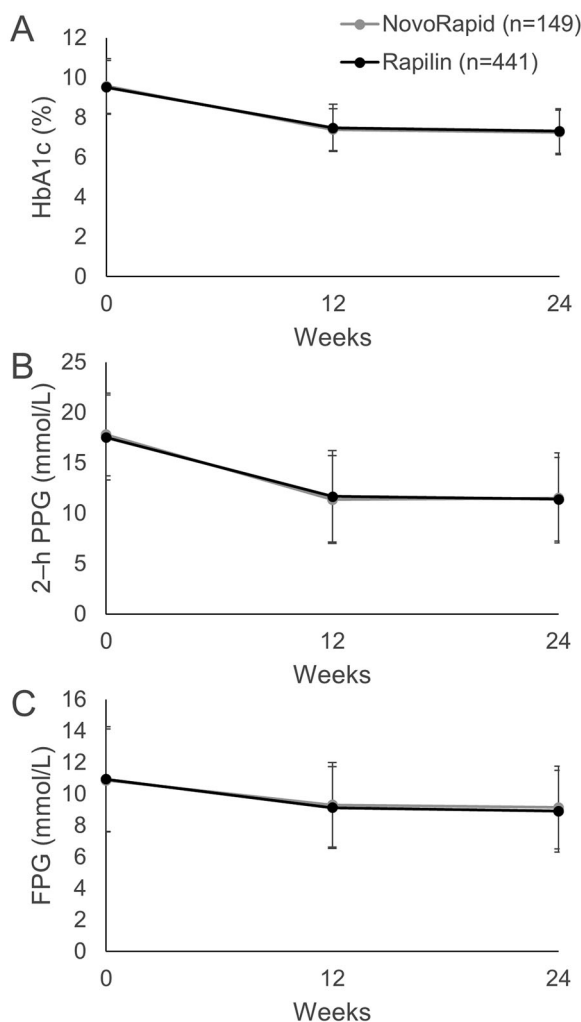 A
NovoRapid (n=149)
Rapilin (n=441)
HbA1c (%)
12
10
8
6
4
2
0
0 12 24
Weeks
B
2–h PPG (mmol/L)
25
20
15
10
5
0
0 12 24
Weeks
C
FPG (mmol/L)
16
14
12
10
8
6
4
2
0
0 12 24
Weeks